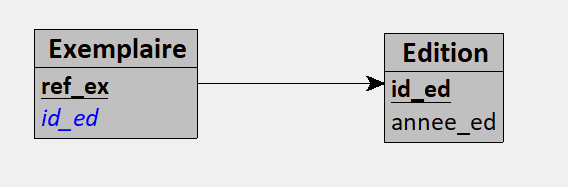 Exemplaire
ref_ex
id_ed
Edition
id_ed
annee_ed